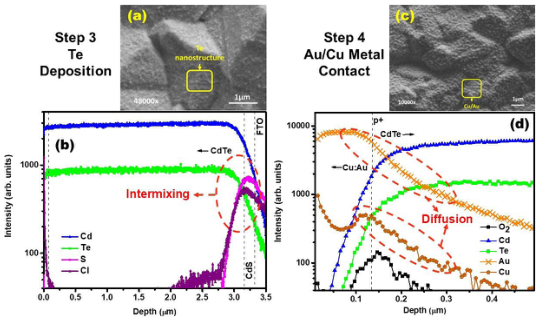 Step 3
Te
Deposition
(a)
Te
nanostructure
48000x
1μm
Step 4
Au/Cu Metal
Contact
(c)
Cu/Au
10000x
1μm
(b)
Intensity (arb. units)
1000
100
CdTe
FTO
Intermixing
CdS
Cd
Te
S
Cl
0.0 0.5 1.0 1.5 2.0 2.5 3.0 3.5
Depth (μm)
(d)
Intensity (arb. units)
10000
1000
100
p+
CdTe
Cu:Au
Diffusion
O2
Cd
Te
Au
Cu
0.1 0.2 0.3 0.4
Depth (μm)